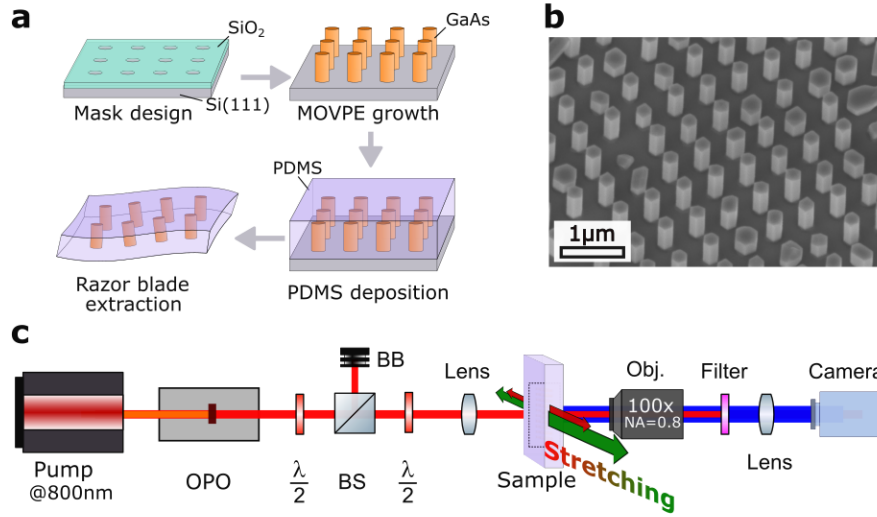 a
SiO2
GaAs
Si(111)
Mask design
MOVPE growth
PDMS
Razor blade
extraction
PDMS deposition
b
1μm
c
BB
Lens
Obj.
Filter
Camera
100x
NA=0.8
Stretching
Pump
@800nm
OPO
λ
2
BS
λ
2
Sample
Lens